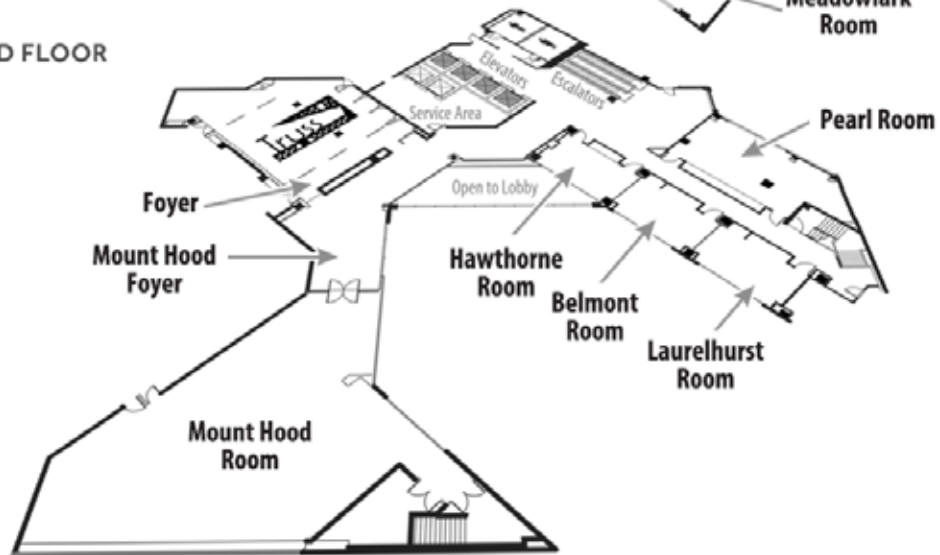 Meadowlark
Room
D FLOOR
Elevators
Escalators
Service Area
Truss
Pearl Room
Foyer
Open to Lobby
Mount Hood
Foyer
Hawthorne
Room
Belmont
Room
Laurelhurst
Room
Mount Hood
Room